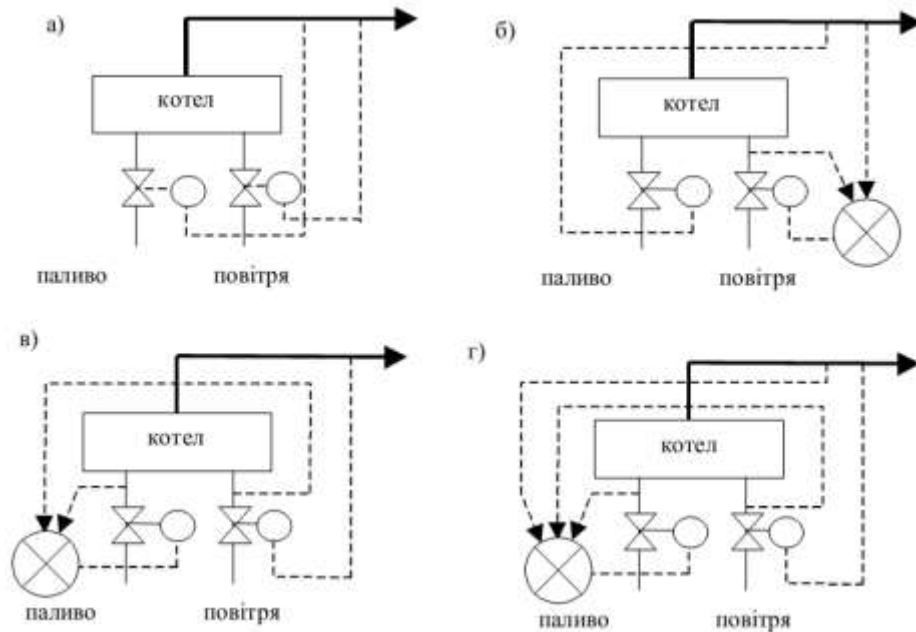 а)
котел
паливо
повітря
б)
котел
паливо
повітря
в)
котел
паливо
повітря
г)
котел
паливо
повітря